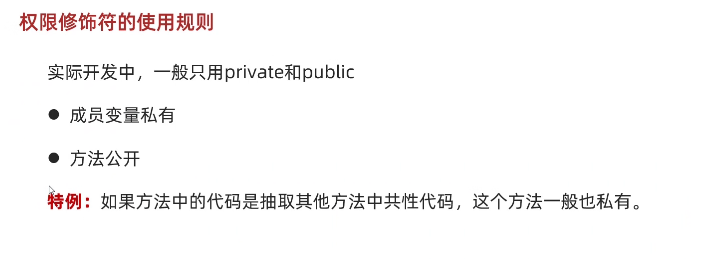 权限修饰符的使用规则
实际开发中，一般只用private和public
● 成员变量私有
● 方法公开
特例：如果方法中的代码是抽取其他方法中共性代码，这个方法一般也私有。